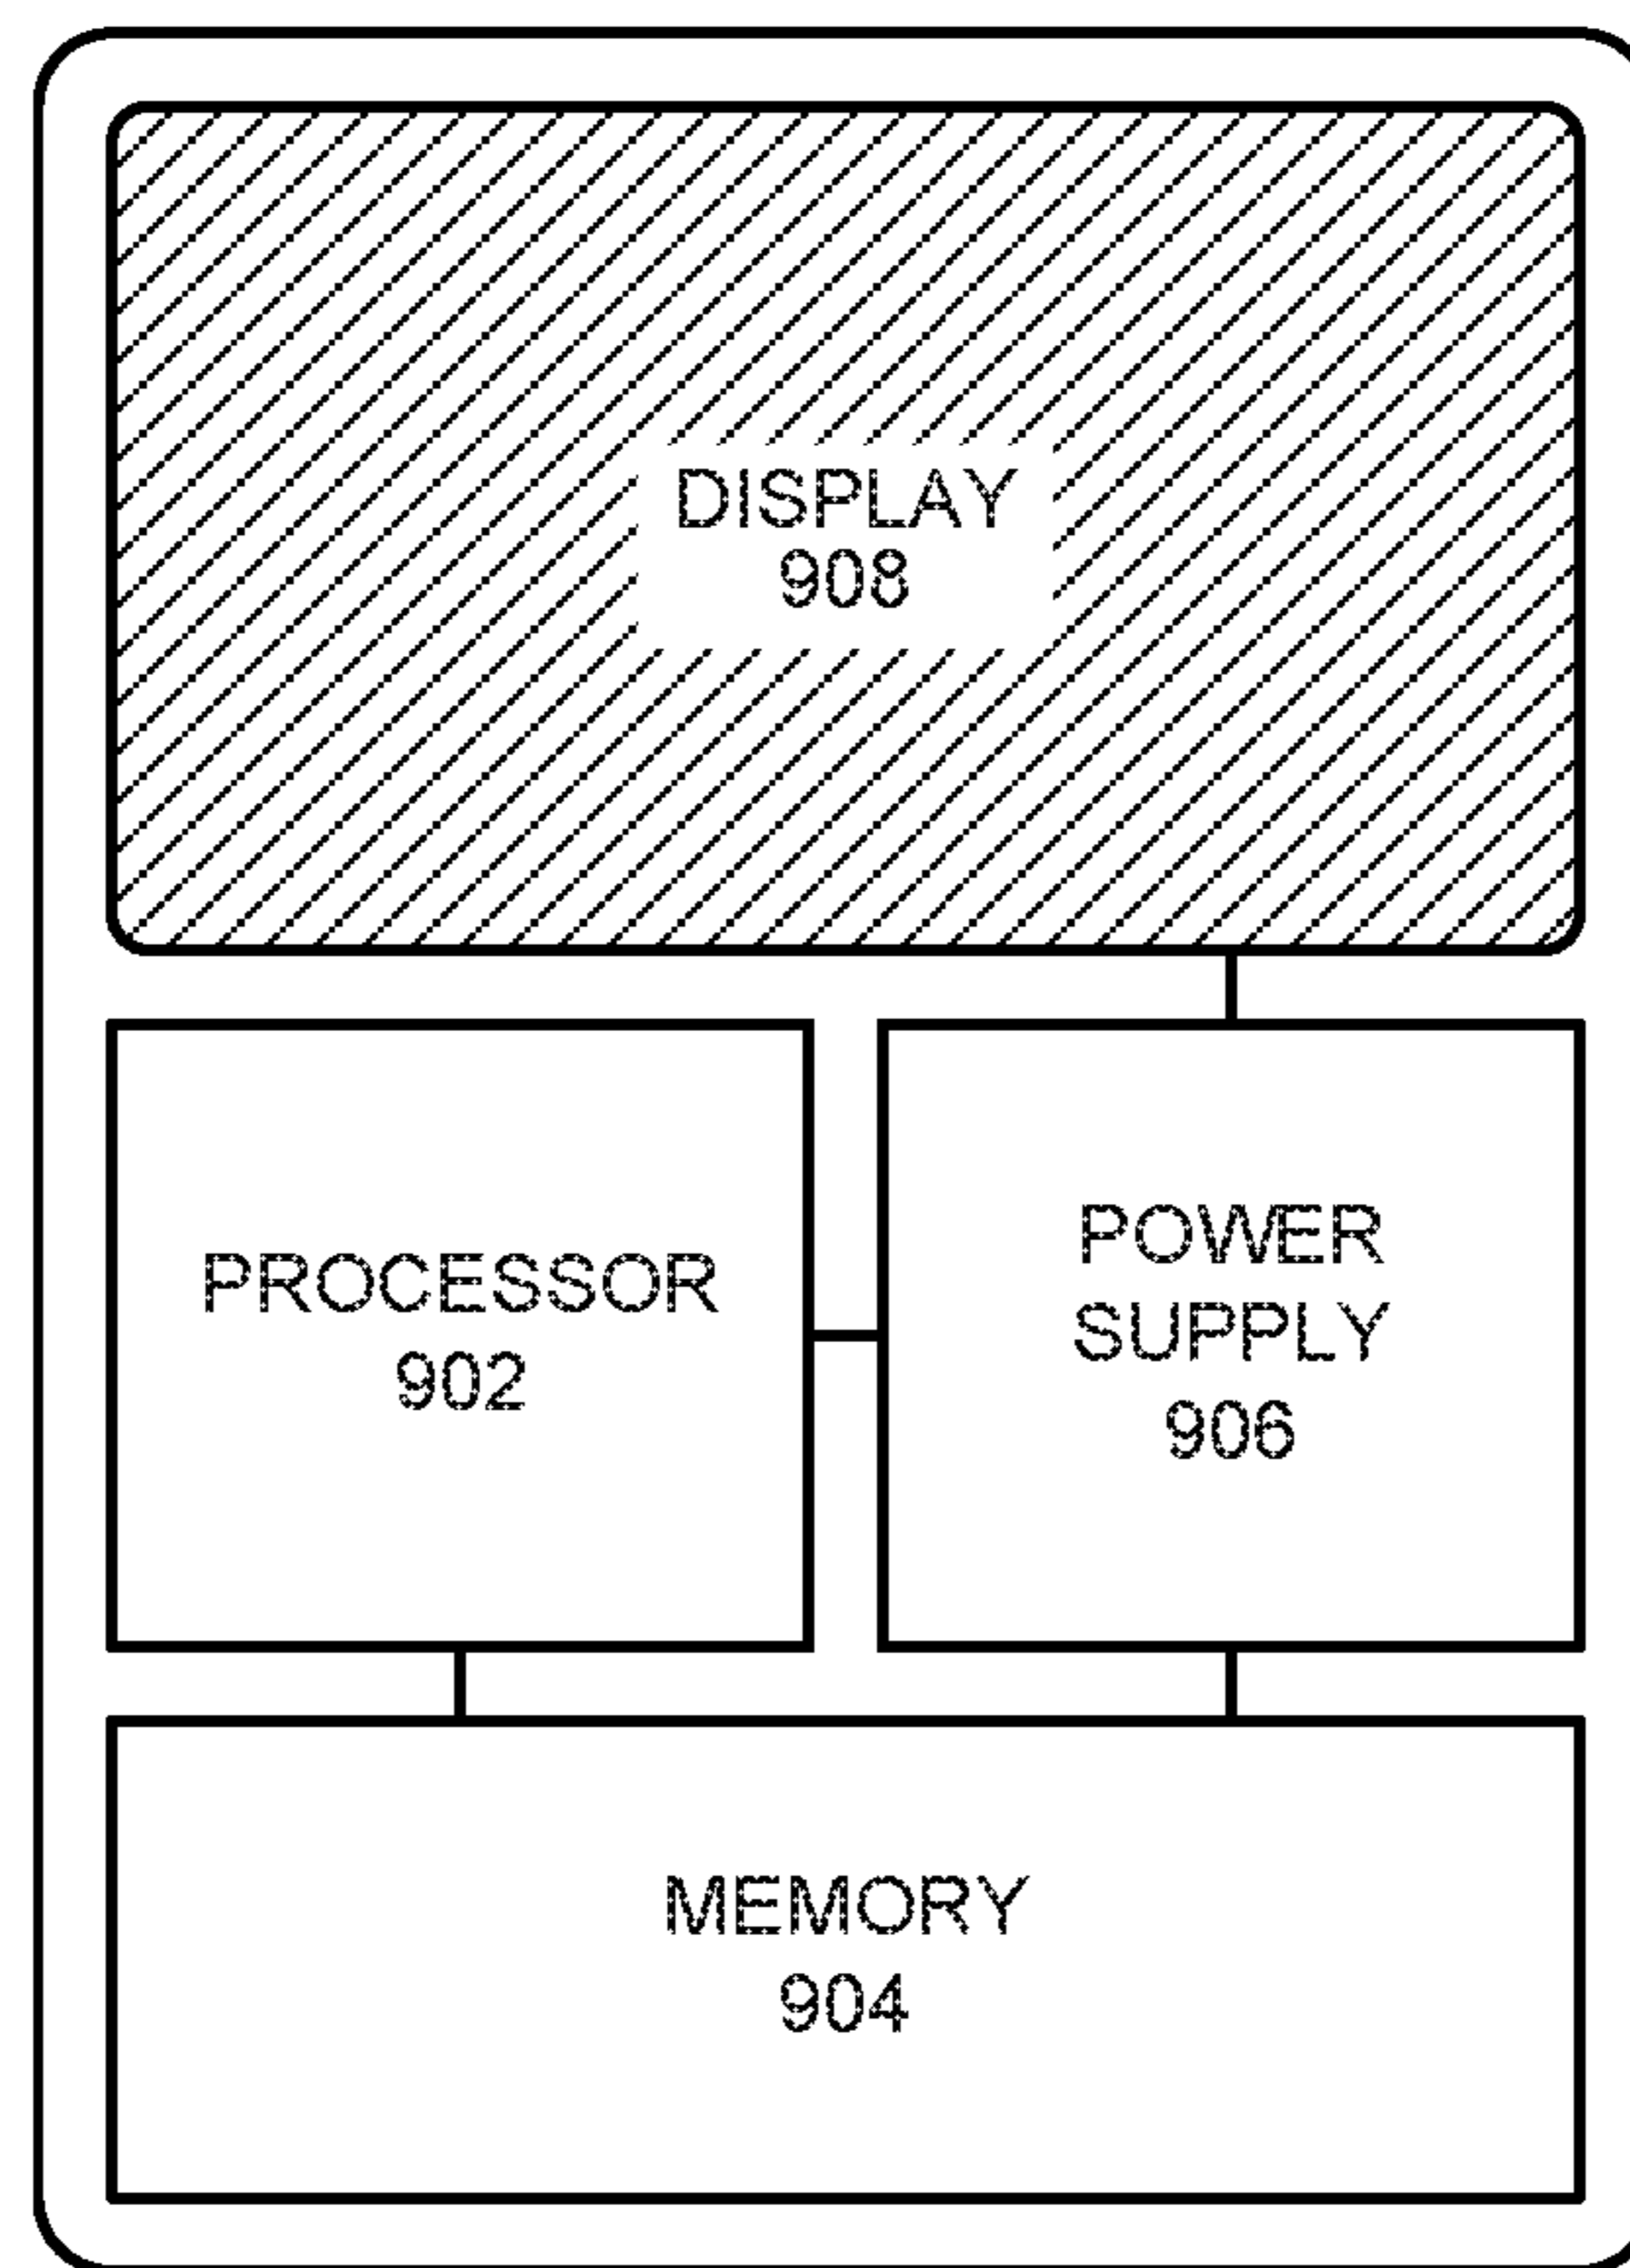 DISPLAY
908
PROCESSOR
902
POWER
SUPPLY
906
MEMORY
904